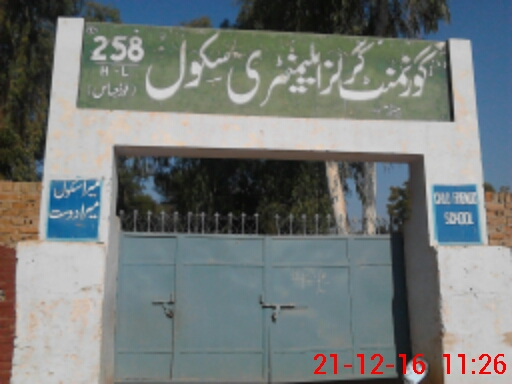 گورنمنٹ گرلز ایلیمنٹری سکول
258
H-L
میرا سکول
میرا دوست
CHILD FRIENDLY
SCHOOL
21-12-16 11:26